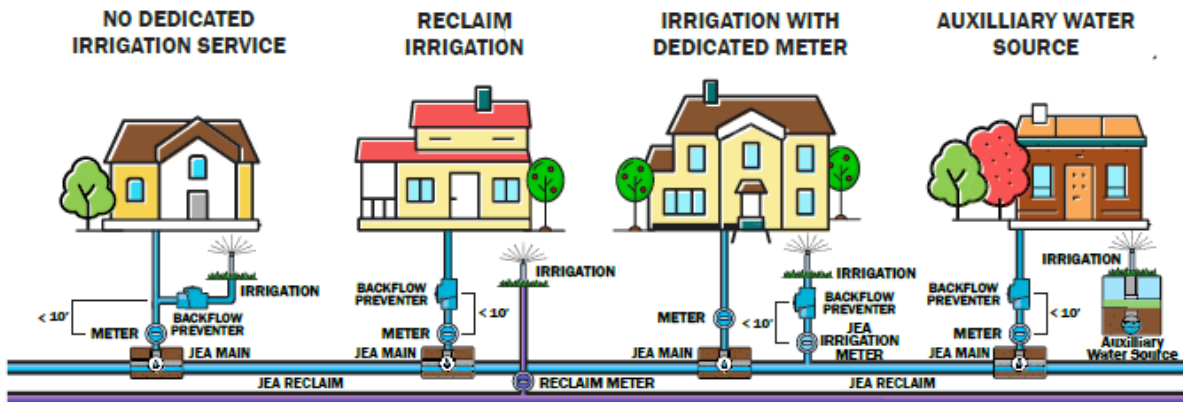 NO DEDICATED
IRRIGATION SERVICE
RECLAIM
IRRIGATION
IRRIGATION WITH
DEDICATED METER
AUXILLIARY WATER
SOURCE
IRRIGATION
BACKFLOW
PREVENTER
< 10'
METER
JEA MAIN
IRRIGATION
BACKFLOW
PREVENTER
< 10'
METER
JEA MAIN
IRRIGATION
BACKFLOW
PREVENTER
METER
< 10'
JEA
IRRIGATION
METER
JEA MAIN
IRRIGATION
BACKFLOW
PREVENTER
< 10'
METER
JEA MAIN
Auxilliary
Water Source
JEA RECLAIM
RECLAIM METER
JEA RECLAIM